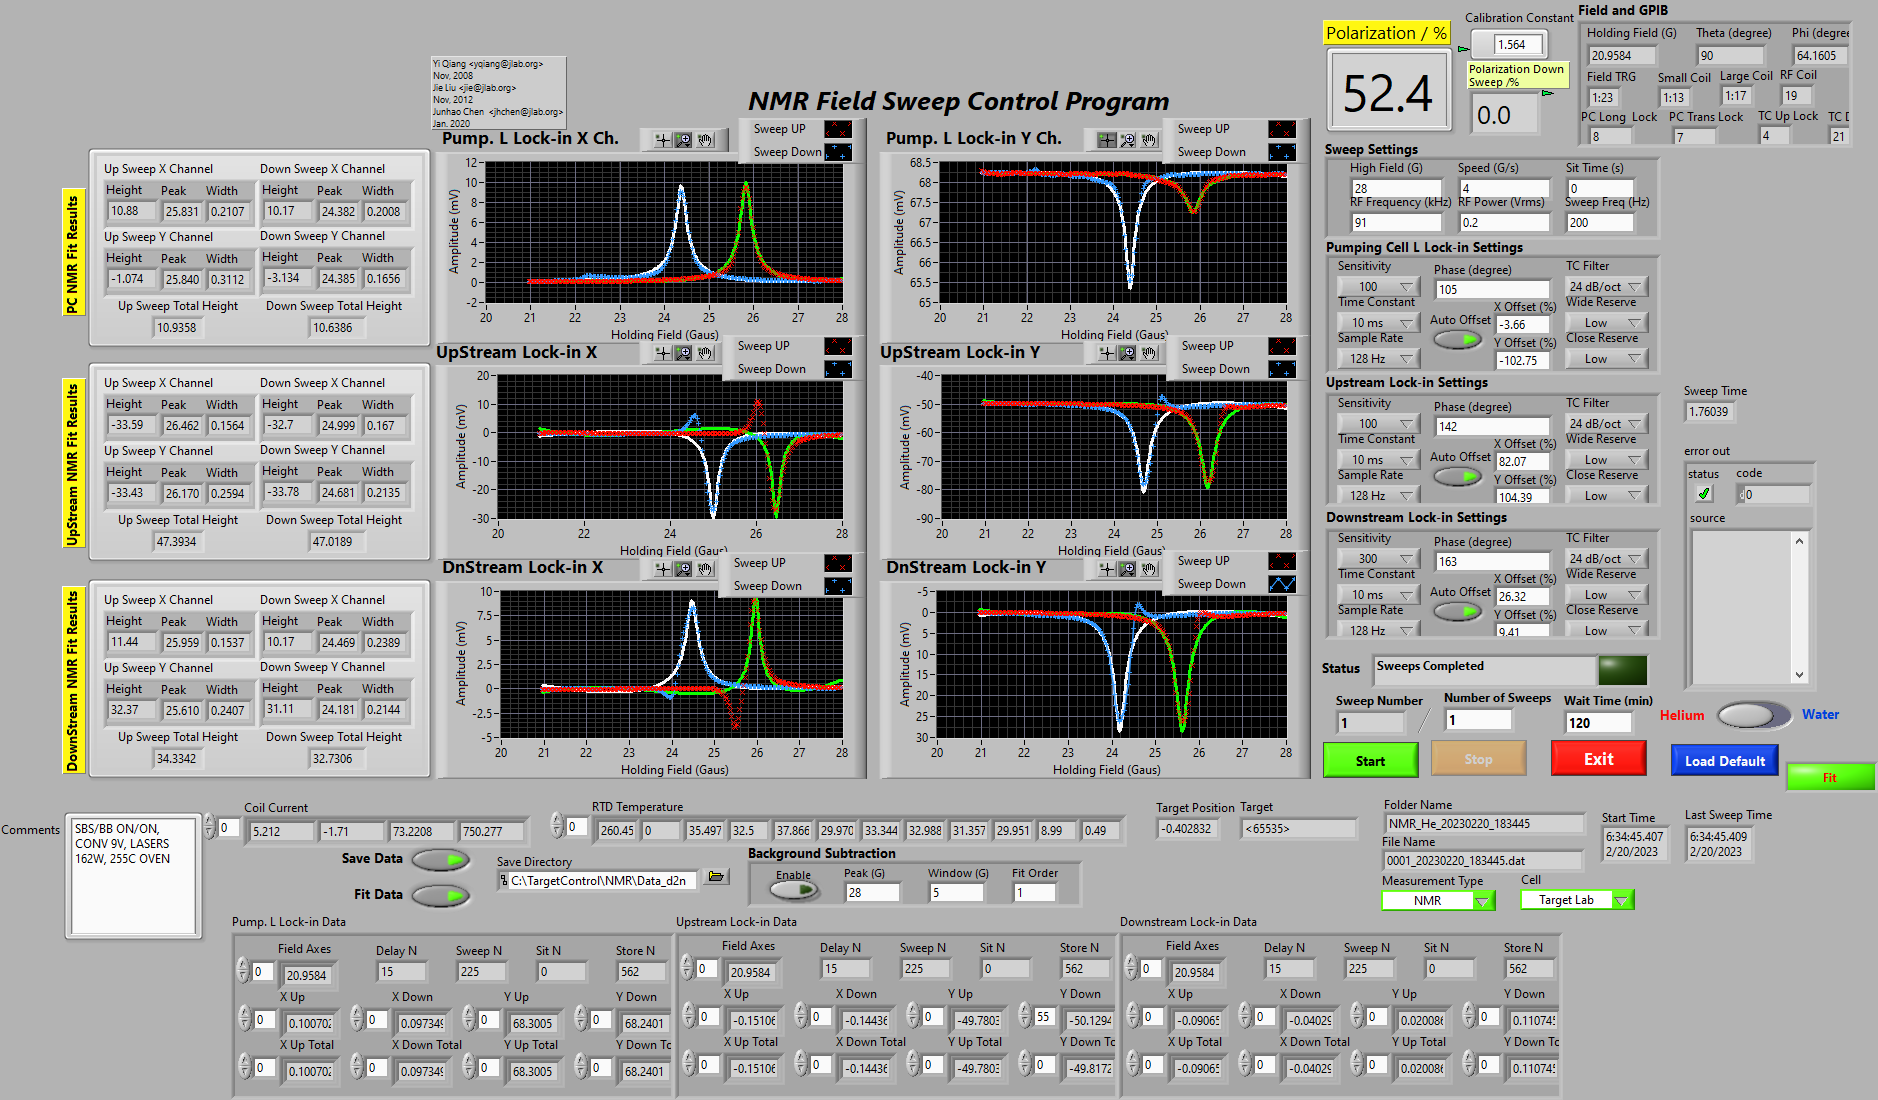 NMR Field Sweep Control Program
Yi Qiang <yqiang@jlab.org>
Nov, 2008
Jie Liu <jie@jlab.org>
Nov, 2012
Junhao Chen <jhchen@jlab.org>
Jan. 2020
Polarization / %
52.4
Calibration Constant
1.564
Polarization Down
Sweep /%
0.0
Field and GPIB
Holding Field (G) Theta (degree) Phi (degree
20.9584 90 64.1605
Field TRG Small Coil Large Coil RF Coil
1:23 1:13 1:17 19
PC Long Lock PC Trans Lock TC Up Lock TC D
8 7 4 21
PC NMR Fit Results
Up Sweep X Channel Down Sweep X Channel
Height Peak Width Height Peak Width
10.88 25.831 0.2107 10.17 24.382 0.2008
Up Sweep Y Channel Down Sweep Y Channel
Height Peak Width Height Peak Width
-1.074 25.840 0.3112 -3.134 24.385 0.1656
Up Sweep Total Height Down Sweep Total Height
10.9358 10.6386
UpStream NMR Fit Results
Up Sweep X Channel Down Sweep X Channel
Height Peak Width Height Peak Width
-33.59 26.462 0.1564 -32.7 24.999 0.167
Up Sweep Y Channel Down Sweep Y Channel
Height Peak Width Height Peak Width
-33.43 26.170 0.2594 -33.78 24.681 0.2135
Up Sweep Total Height Down Sweep Total Height
47.3934 47.0189
DownStream NMR Fit Results
Up Sweep X Channel Down Sweep X Channel
Height Peak Width Height Peak Width
11.44 25.959 0.1537 10.17 24.469 0.2389
Up Sweep Y Channel Down Sweep Y Channel
Height Peak Width Height Peak Width
32.37 25.610 0.2407 31.11 24.181 0.2144
Up Sweep Total Height Down Sweep Total Height
34.3342 32.7306
Pump. L Lock-in X Ch.
Sweep UP
Sweep Down
Amplitude (mV)
12 10 8 6 4 2 0 -2
20 21 22 23 24 25 26 27 28
Holding Field (Gaus)
Pump. L Lock-in Y Ch.
Sweep UP
Sweep Down
Amplitude (mV)
68.5 68 67.5 67 66.5 66 65.5 65
20 21 22 23 24 25 26 27 28
Holding Field (Gaus)
UpStream Lock-in X
Sweep UP
Sweep Down
Amplitude (mV)
20 10 0 -10 -20 -30
20 22 24 26 28
Holding Field (Gaus)
UpStream Lock-in Y
Sweep UP
Sweep Down
Amplitude (mV)
-40 -50 -60 -70 -80 -90
20 21 22 23 24 25 26 27 28
Holding Field (Gaus)
DnStream Lock-in X
Sweep UP
Sweep Down
Amplitude (mV)
10 7.5 5 2.5 0 -2.5 -5
20 21 22 23 24 25 26 27 28
Holding Field (Gaus)
DnStream Lock-in Y
Sweep UP
Sweep Down
Amplitude (mV)
-5 0 5 10 15 20 25 30
20 21 22 23 24 25 26 27 28
Holding Field (Gaus)
Sweep Settings
High Field (G) Speed (G/s) Sit Time (s)
28 4 0
RF Frequency (kHz) RF Power (Vrms) Sweep Freq (Hz)
91 0.2 200
Pumping Cell L Lock-in Settings
Sensitivity Phase (degree) TC Filter
100 105 24 dB/oct
Time Constant X Offset (%) Wide Reserve
10 ms Auto Offset -3.66 Low
Sample Rate Y Offset (%) Close Reserve
128 Hz -102.75 Low
Upstream Lock-in Settings
Sensitivity Phase (degree) TC Filter
100 142 24 dB/oct
Time Constant X Offset (%) Wide Reserve
10 ms Auto Offset 82.07 Low
Sample Rate Y Offset (%) Close Reserve
128 Hz 104.39 Low
Downstream Lock-in Settings
Sensitivity Phase (degree) TC Filter
300 163 24 dB/oct
Time Constant X Offset (%) Wide Reserve
10 ms Auto Offset 26.32 Low
Sample Rate Y Offset (%) Close Reserve
128 Hz 9.41 Low
Sweep Time
1.76039
error out
status code
0
source
Status Sweeps Completed
Sweep Number Number of Sweeps Wait Time (min)
1 / 1 120
Helium Water
Start Stop Exit Load Default Fit
Comments
SBS/BB ON/ON,
CONV 9V, LASERS
162W, 255C OVEN
Coil Current
0 5.212 -1.71 73.2208 750.277
RTD Temperature
0 260.45 0 35.497 32.5 37.866 29.970 33.344 32.988 31.357 29.951 8.99 0.49
Target Position Target
-0.402832 <65535>
Folder Name
NMR_He_20230220_183445
File Name
0001_20230220_183445.dat
Start Time Last Sweep Time
6:34:45.407 6:34:45.409
2/20/2023 2/20/2023
Measurement Type Cell
NMR Target Lab
Save Data
Fit Data
Save Directory
C:\TargetControl\NMR\Data_d2n
Background Subtraction
Enable Peak (G) Window (G) Fit Order
28 5 1
Pump. L Lock-in Data
Field Axes Delay N Sweep N Sit N Store N
0 20.9584 15 225 0 562
X Up X Down Y Up Y Down
0 0.100702 0 0.097349 0 68.3005 0 68.2401
X Up Total X Down Total Y Up Total Y Down To
0 0.100702 0 0.097349 0 68.3005 0 68.2401
Upstream Lock-in Data
Field Axes Delay N Sweep N Sit N Store N
0 20.9584 15 225 0 562
X Up X Down Y Up Y Down
0 -0.15106 0 -0.14436 0 -49.7803 55 -50.1294
X Up Total X Down Total Y Up Total Y Down To
0 -0.15106 0 -0.14436 0 -49.7803 0 -49.8172
Downstream Lock-in Data
Field Axes Delay N Sweep N Sit N Store N
0 20.9584 15 225 0 562
X Up X Down Y Up Y Down
0 -0.09065 0 -0.04029 0 0.020086 0 0.110745
X Up Total X Down Total Y Up Total Y Down To
0 -0.09065 0 -0.04029 0 0.020086 0 0.110745